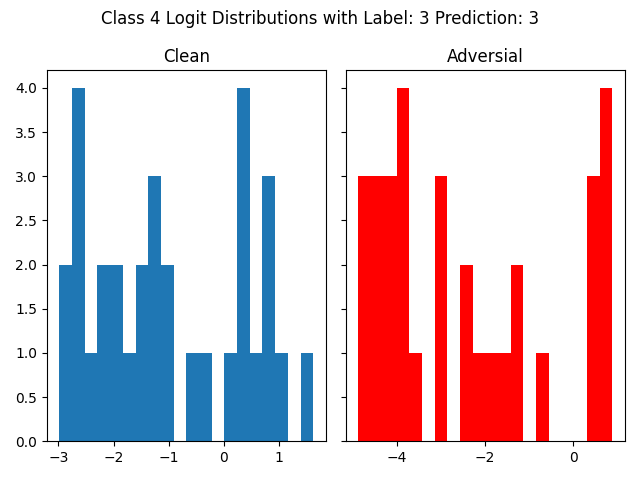 Class 4 Logit Distributions with Label: 3 Prediction: 3
Clean
Adversial
4.0
3.5
3.0
2.5
2.0
1.5
1.0
0.5
0.0
−3 −2 −1 0 1
−4 −2 0